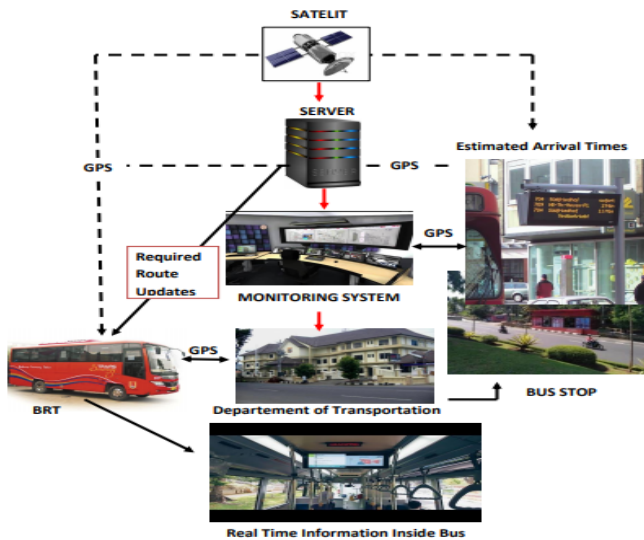 SATELIT
SERVER
Estimated Arrival Times
GPS
GPS
GPS
Required
Route
Updates
MONITORING SYSTEM
GPS
BRT
Departement of Transportation
BUS STOP
Real Time Information Inside Bus